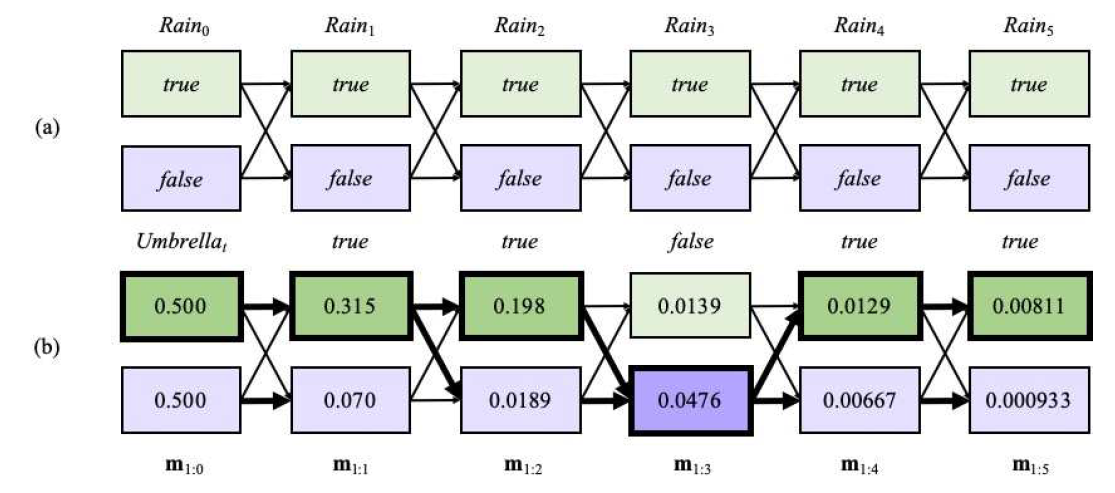 Rain₀ Rain₁ Rain₂ Rain₃ Rain₄ Rain₅
true true true true true true
(a)
false false false false false false
Umbrellaₜ true true false true true
0.500 0.315 0.198 0.0139 0.0129 0.00811
(b)
0.500 0.070 0.0189 0.0476 0.00667 0.000933
m₁:₀ m₁:₁ m₁:₂ m₁:₃ m₁:₄ m₁:₅